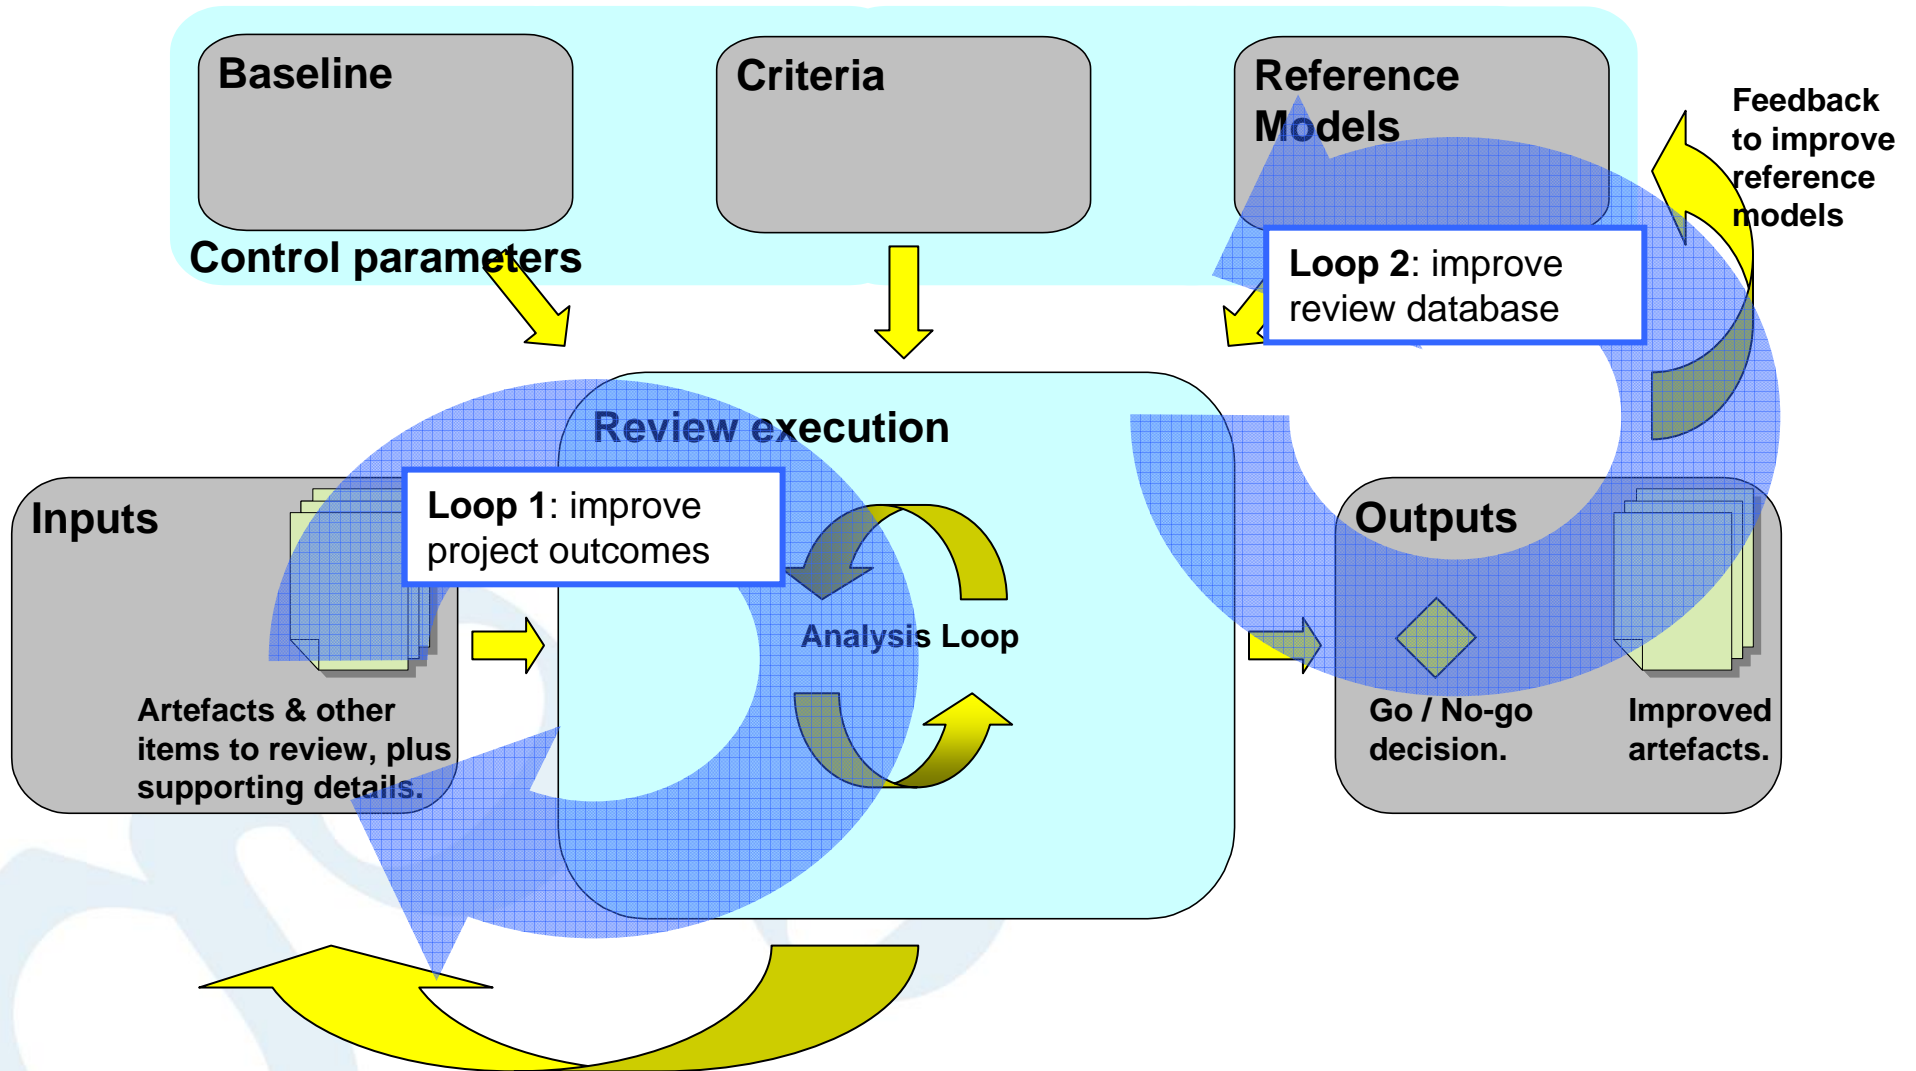 Baseline
Criteria
Reference
Models
Feedback
to improve
reference
models
Control parameters
Loop 2: improve
review database
Review execution
Inputs
Loop 1: improve
project outcomes
Outputs
Analysis Loop
Artefacts & other
items to review, plus
supporting details.
Go / No-go
decision.
Improved
artefacts.